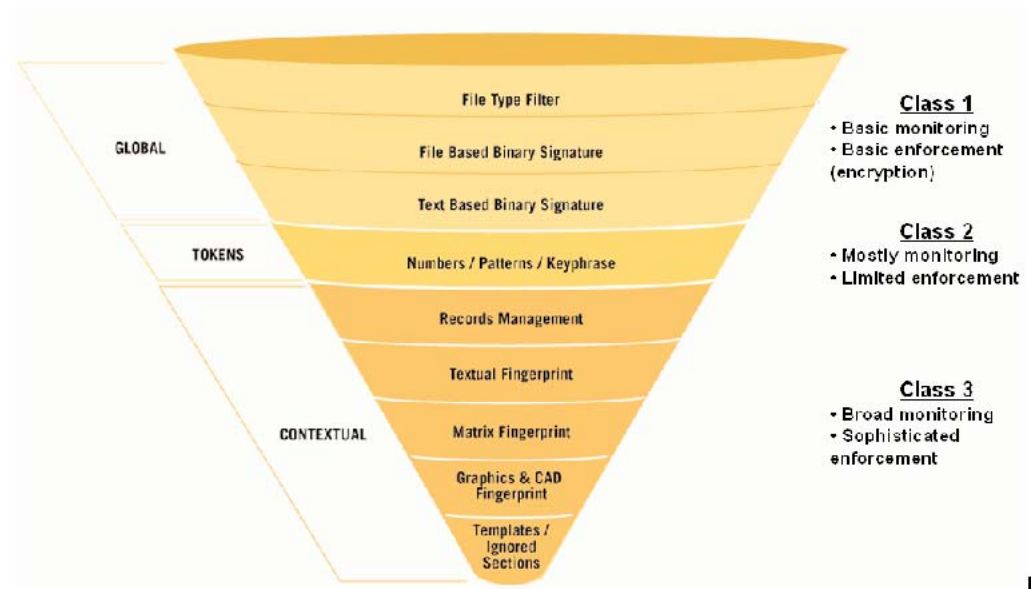 GLOBAL
TOKENS
CONTEXTUAL
File Type Filter
File Based Binary Signature
Text Based Binary Signature
Numbers / Patterns / Keyphrase
Records Management
Textual Fingerprint
Matrix Fingerprint
Graphics & CAD
Fingerprint
Templates /
Ignored
Sections
Class 1
• Basic monitoring
• Basic enforcement
(encryption)
Class 2
• Mostly monitoring
• Limited enforcement
Class 3
• Broad monitoring
• Sophisticated
enforcement